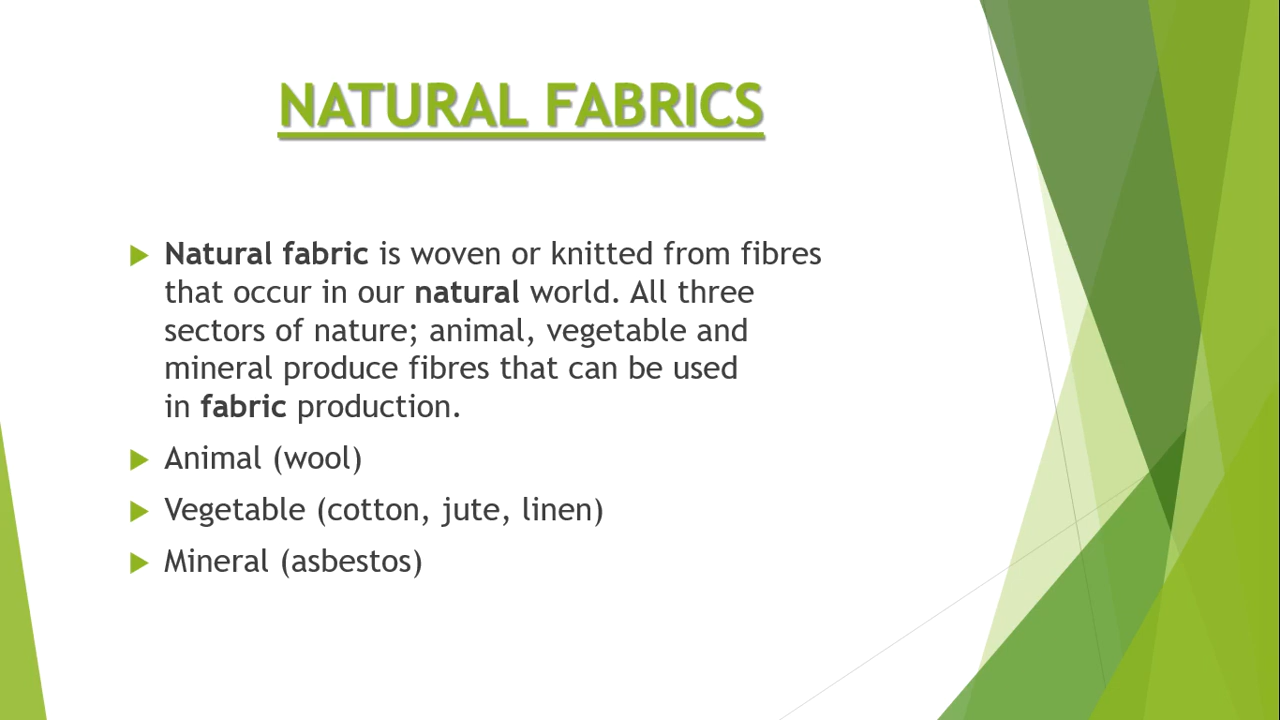 NATURAL FABRICS
Natural fabric is woven or knitted from fibres
that occur in our natural world. All three
sectors of nature; animal, vegetable and
mineral produce fibres that can be used
in fabric production.
Animal (wool)
Vegetable (cotton, jute, linen)
Mineral (asbestos)